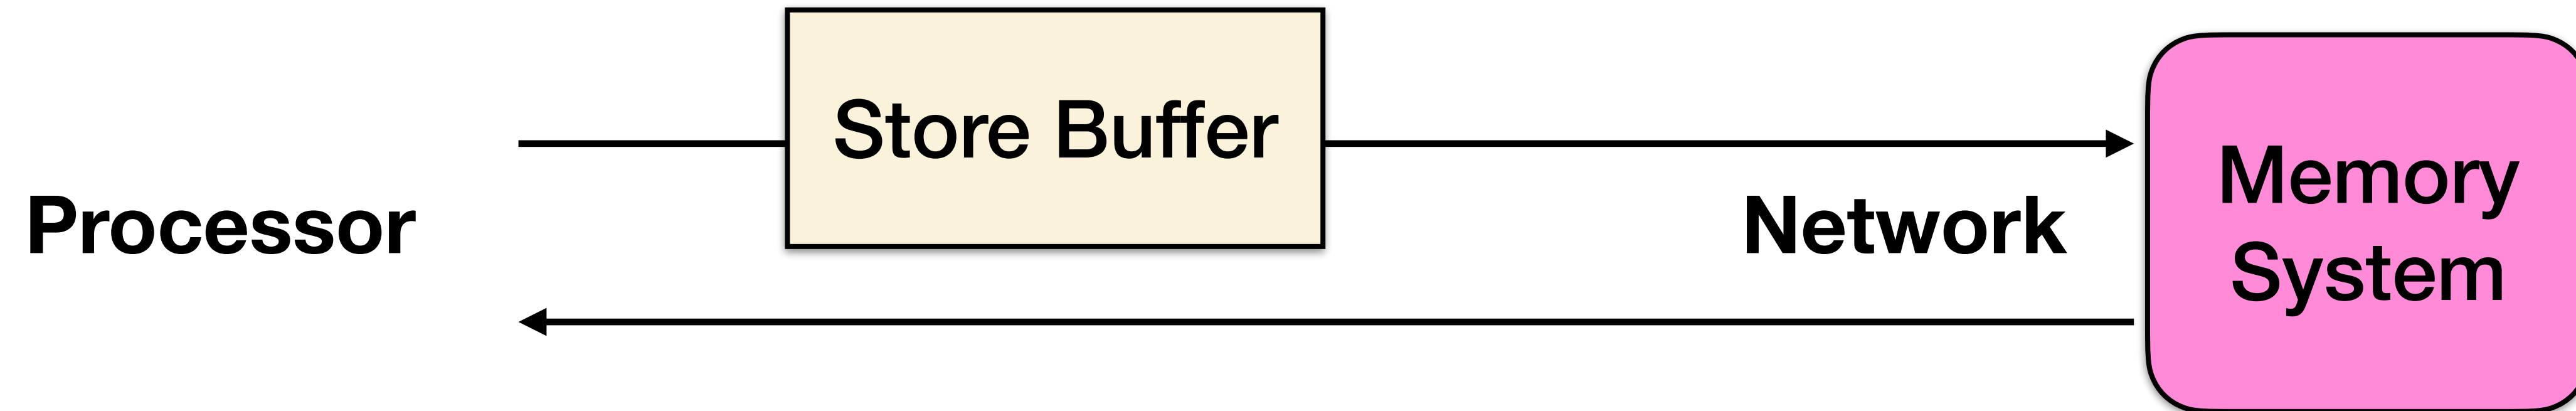 Store Buffer
Processor
Network
Memory
System